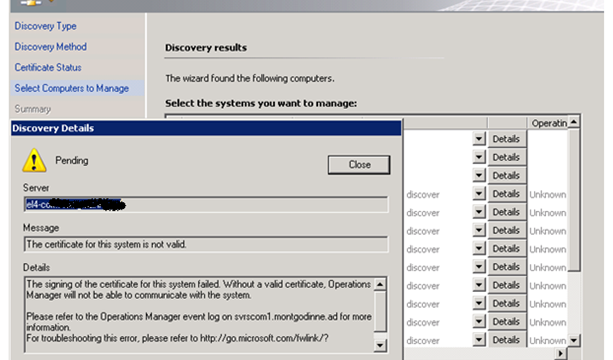 Discovery Type
Discovery Method
Certificate Status
Select Computers to Manage
Summary
Discovery results
The wizard found the following computers.
Select the systems you want to manage:
Operatin
Discovery Details
Pending
Close
Server
el4-co
Message
The certificate for this system is not valid.
Details
The signing of the certificate for this system failed. Without a valid certificate, Operations
Manager will not be able to communicate with the system.
Please refer to the Operations Manager event log on svrscom1.montgodinne.ad for more
information.
For troubleshooting this error, please refer to http://go.microsoft.com/fwlink/?
Details
Details
Details
discover Details Unknown
discover Details Unknown
discover Details Unknown
discover Details Unknown
discover Details Unknown
discover Details Unknown
discover Details Unknown
discover Details Unknown
discover Details Unknown